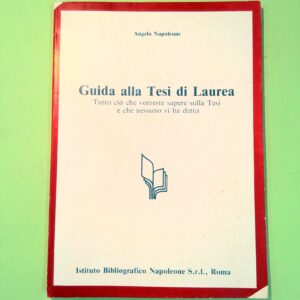 Angelo Napoleone
Guida alla Tesi di Laurea
Tutto ciò che vorreste sapere sulla Tesi
e che nessuno vi ha detto
Istituto Bibliografico Napoleone S.r.l., Roma